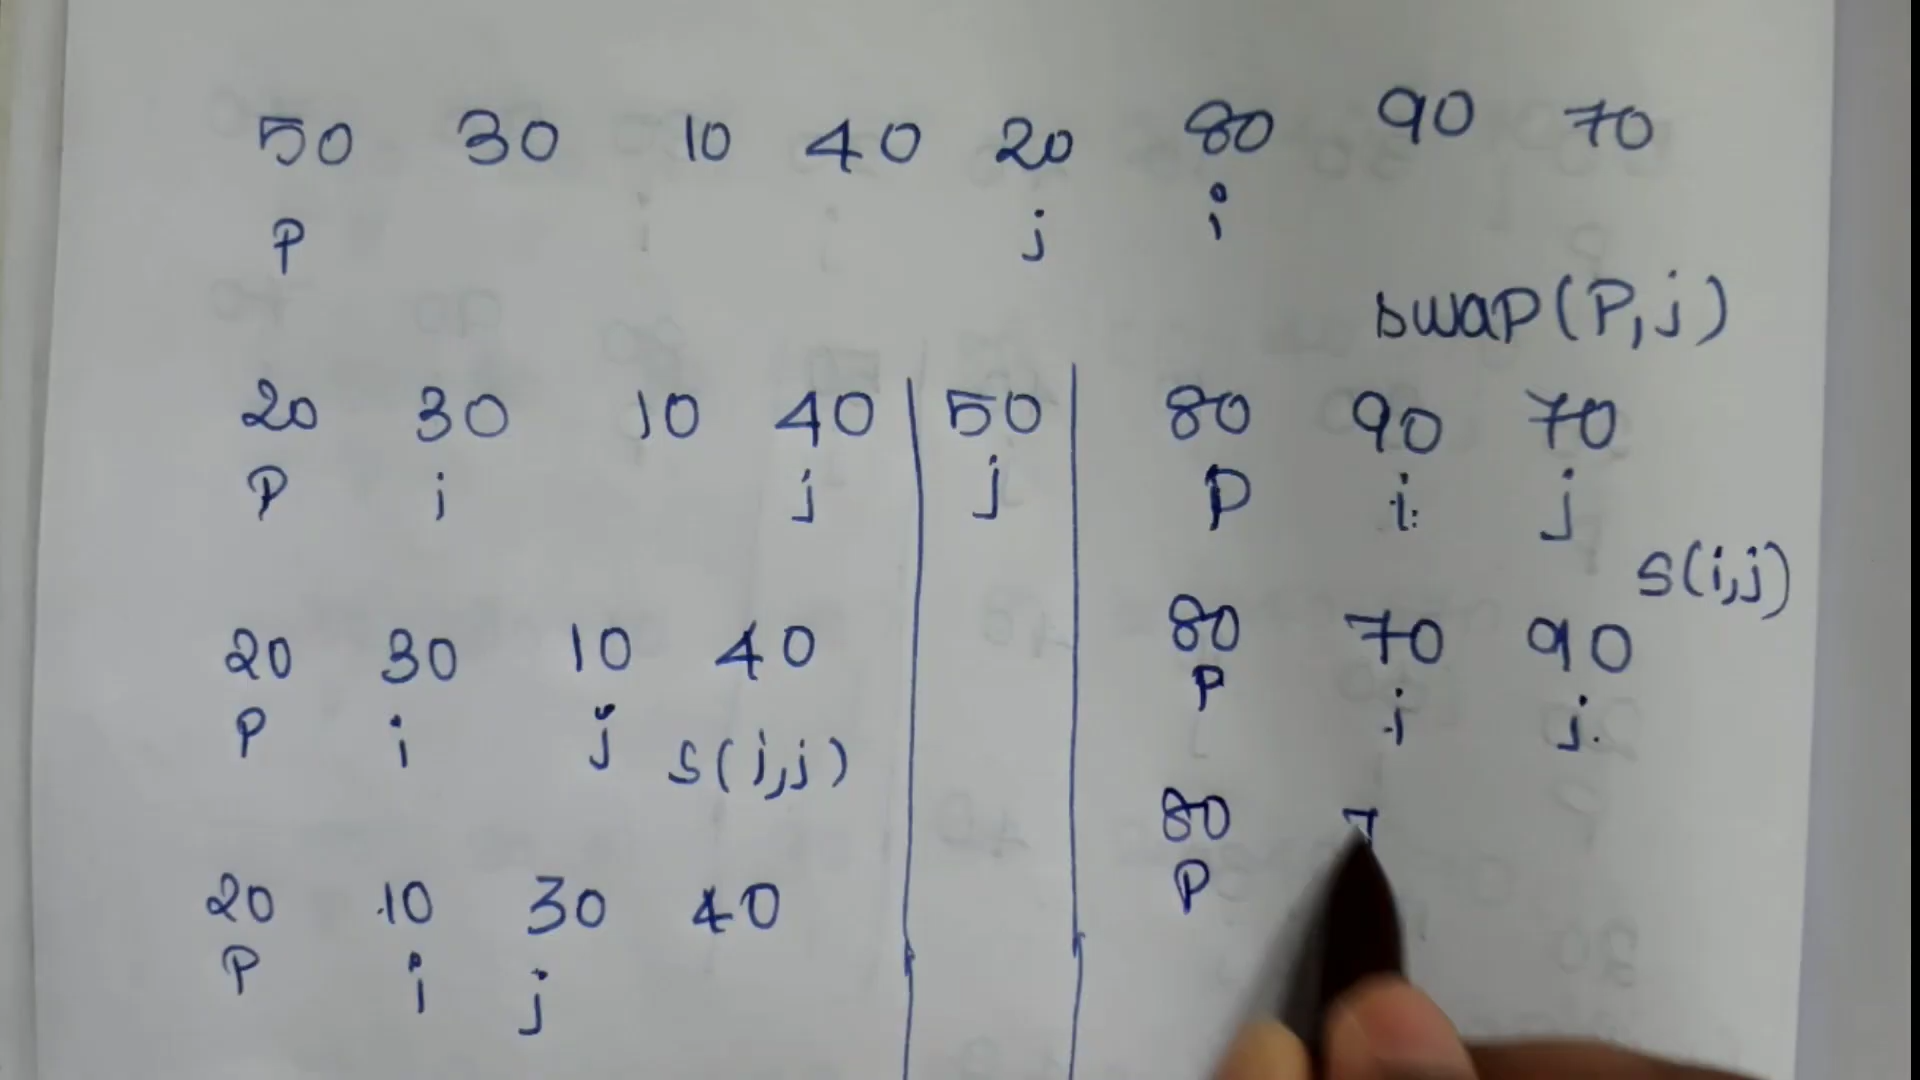 50 30 10 40 20 80 90 70
P j i
swap(P,j)
20 30 10 40 50 80 90 70
P i j j P i j
s(i,j)
20 30 10 40 80 70 90
P i j s(i,j) P i j
80 7
P
20 10 30 40
P i j